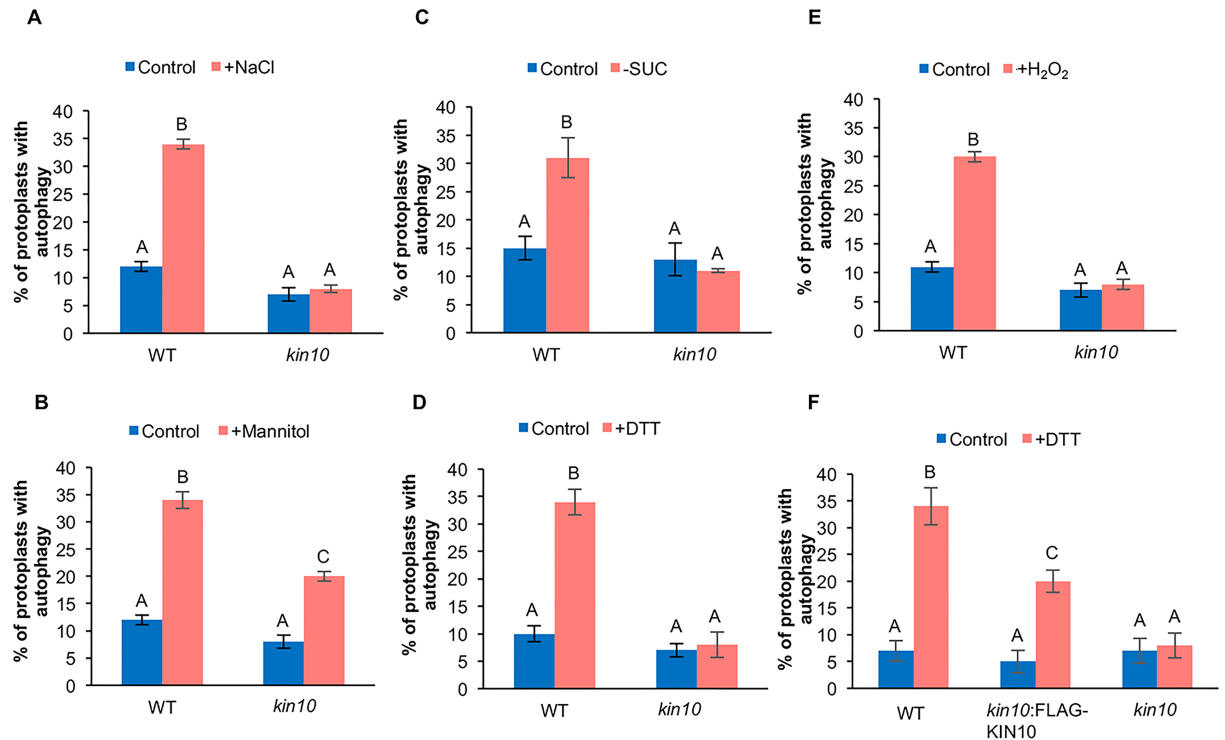 A
Control +NaCl
% of protoplasts with
autophagy
40
35
30
25
20
15
10
5
0
A
B
A
A
WT
kin10
C
Control -SUC
% of protoplasts with
autophagy
40
35
30
25
20
15
10
5
0
A
B
A
A
WT
kin10
E
Control +H₂O₂
% of protoplasts with
autophagy
40
35
30
25
20
15
10
5
0
A
B
A
A
WT
kin10
B
Control +Mannitol
% of protoplasts with
autophagy
40
35
30
25
20
15
10
5
0
A
B
A
C
WT
kin10
D
Control +DTT
% of protoplasts with
autophagy
40
35
30
25
20
15
10
5
0
A
B
A
A
WT
kin10
F
Control +DTT
% of protoplasts with
autophagy
40
35
30
25
20
15
10
5
0
A
B
A
C
A
A
WT
kin10:FLAG-
KIN10
kin10